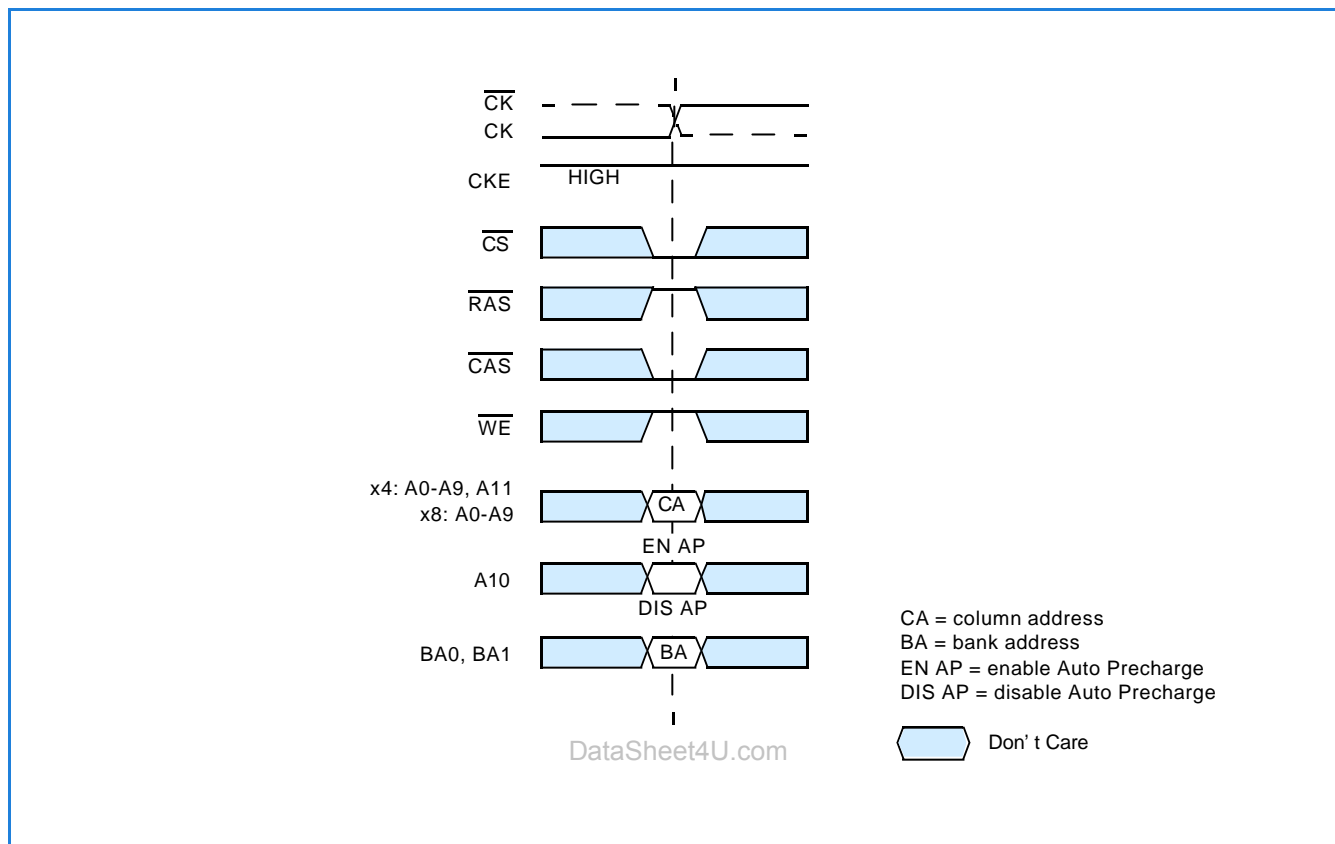 CK
CK
CKE
HIGH
CS
RAS
CAS
WE
x4: A0-A9, A11
x8: A0-A9
CA
EN AP
A10
DIS AP
BA0, BA1
BA
CA = column address
BA = bank address
EN AP = enable Auto Precharge
DIS AP = disable Auto Precharge
Don' t Care
DataSheet4U.com